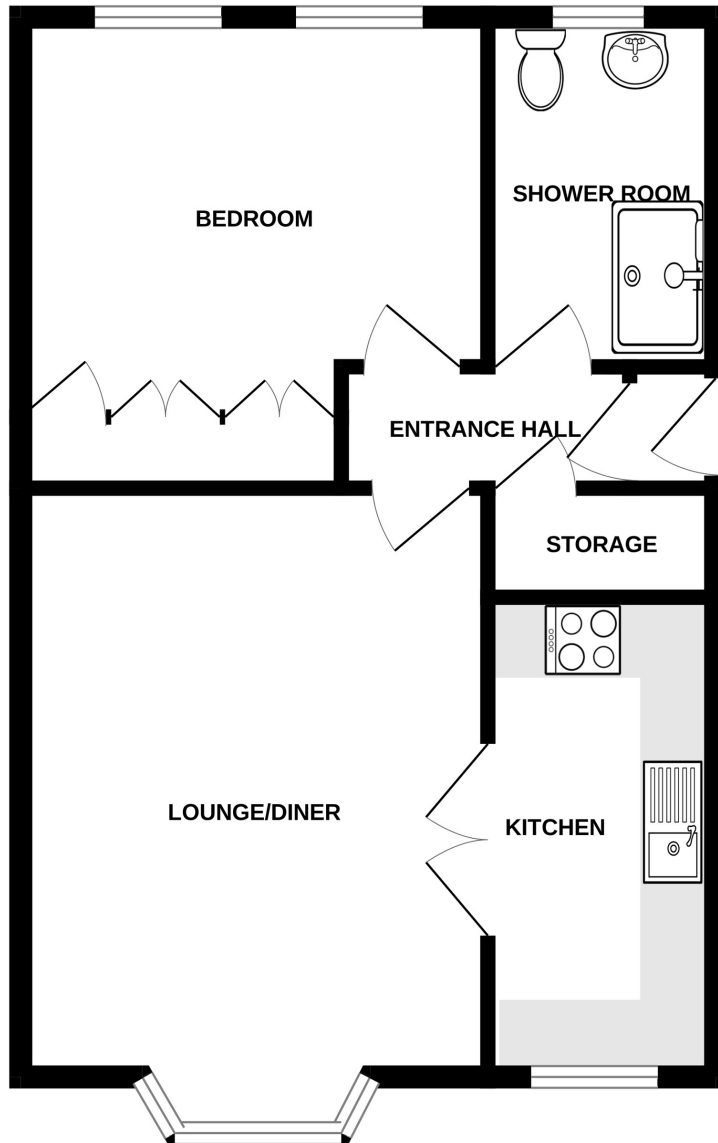 BEDROOM
SHOWER ROOM
ENTRANCE HALL
STORAGE
LOUNGE/DINER
KITCHEN